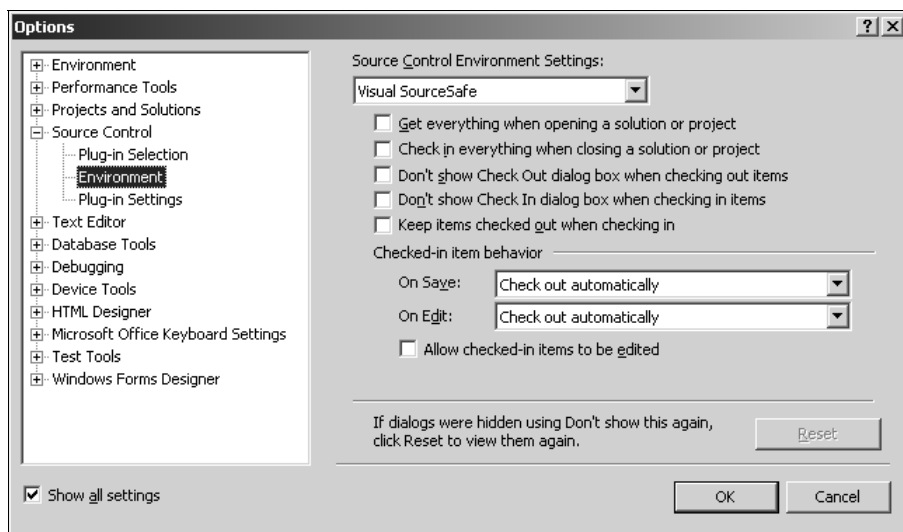 Options
Environment
Performance Tools
Projects and Solutions
Source Control
Plug-in Selection
Environment
Plug-in Settings
Text Editor
Database Tools
Debugging
Device Tools
HTML Designer
Microsoft Office Keyboard Settings
Test Tools
Windows Forms Designer
Show all settings
Source Control Environment Settings:
Visual SourceSafe
Get everything when opening a solution or project
Check in everything when closing a solution or project
Don't show Check Out dialog box when checking out items
Don't show Check In dialog box when checking in items
Keep items checked out when checking in
Checked-in item behavior
On Save: Check out automatically
On Edit: Check out automatically
Allow checked-in items to be edited
If dialogs were hidden using Don't show this again,
click Reset to view them again.
Reset
OK Cancel